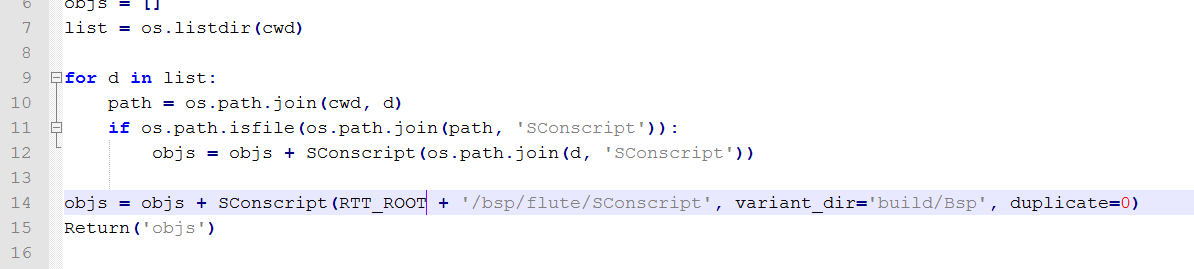 6 objs = []
7 list = os.listdir(cwd)
8
9 for d in list:
10 path = os.path.join(cwd, d)
11 if os.path.isfile(os.path.join(path, 'SConscript')):
12 objs = objs + SConscript(os.path.join(d, 'SConscript'))
13
14 objs = objs + SConscript(RTT_ROOT + '/bsp/flute/SConscript', variant_dir='build/Bsp', duplicate=0)
15 Return('objs')
16